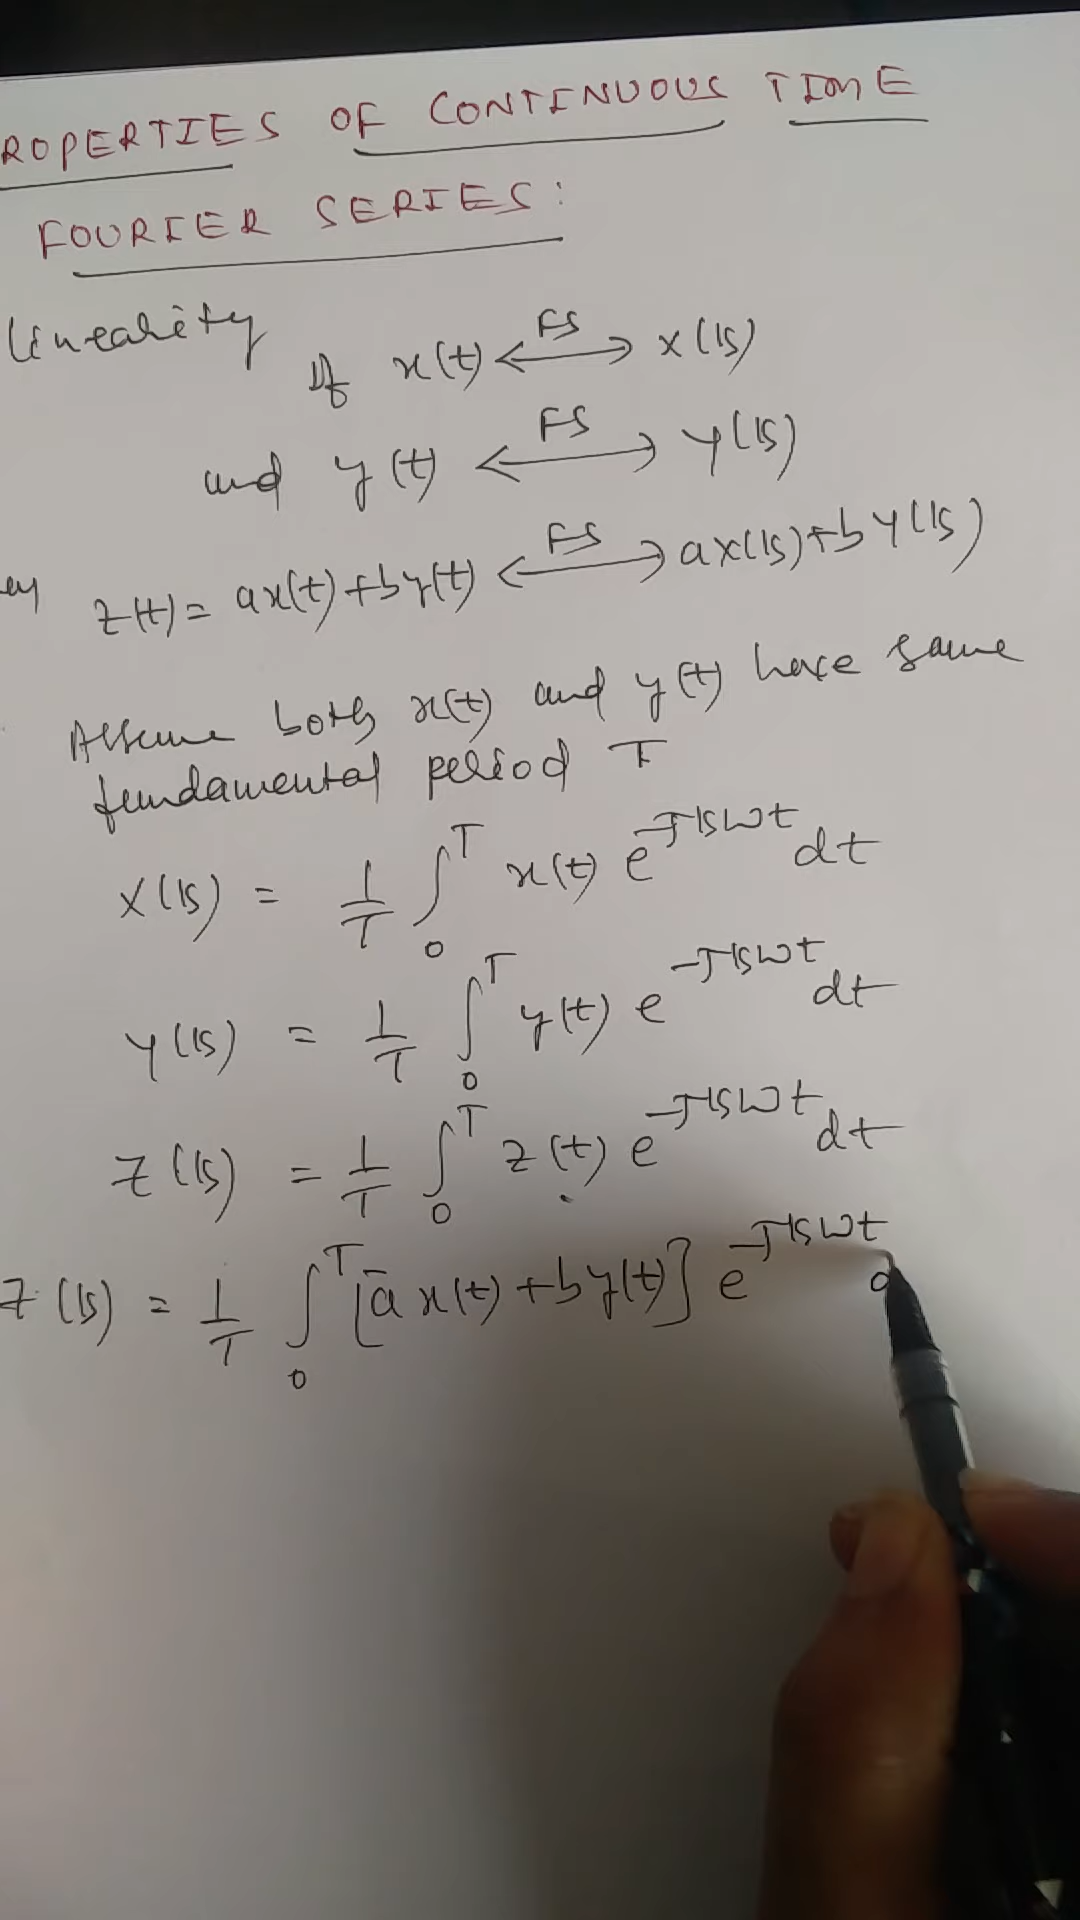 ROPERTIES OF CONTINUOUS TIME
FOURIER SERIES:
linearity
If x(t) <—FS—> X(k)
and y(t) <—FS—> Y(k)
z(t) = ax(t)+by(t) <—FS—> aX(k)+bY(k)
Assume both x(t) and y(t) have same
fundamental period T
X(k) = 1/T ∫₀ᵀ x(t) e^{-jkωt} dt
Y(k) = 1/T ∫₀ᵀ y(t) e^{-jkωt} dt
Z(k) = 1/T ∫₀ᵀ z(t) e^{-jkωt} dt
Z(k) = 1/T ∫₀ᵀ [ax(t)+by(t)] e^{-jkωt} d